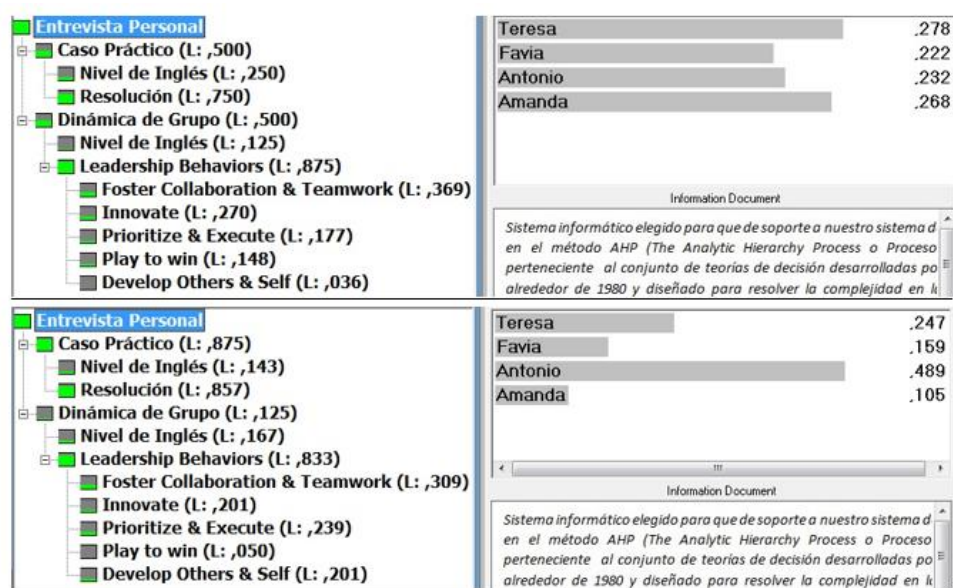 Entrevista Personal
Caso Práctico (L: ,500)
Nivel de Inglés (L: ,250)
Resolución (L: ,750)
Dinámica de Grupo (L: ,500)
Nivel de Inglés (L: ,125)
Leadership Behaviors (L: ,875)
Foster Collaboration & Teamwork (L: ,369)
Innovate (L: ,270)
Prioritize & Execute (L: ,177)
Play to win (L: ,148)
Develop Others & Self (L: ,036)
Teresa ,278
Favia ,222
Antonio ,232
Amanda ,268
Information Document
Sistema informático elegido para que de soporte a nuestro sistema d
en el método AHP (The Analytic Hierarchy Process o Proceso
perteneciente al conjunto de teorías de decisión desarrolladas po
alrededor de 1980 y diseñado para resolver la complejidad en l
Entrevista Personal
Caso Práctico (L: ,875)
Nivel de Inglés (L: ,143)
Resolución (L: ,857)
Dinámica de Grupo (L: ,125)
Nivel de Inglés (L: ,167)
Leadership Behaviors (L: ,833)
Foster Collaboration & Teamwork (L: ,309)
Innovate (L: ,201)
Prioritize & Execute (L: ,239)
Play to win (L: ,050)
Develop Others & Self (L: ,201)
Teresa ,247
Favia ,159
Antonio ,489
Amanda ,105
Information Document
Sistema informático elegido para que de soporte a nuestro sistema d
en el método AHP (The Analytic Hierarchy Process o Proceso
perteneciente al conjunto de teorías de decisión desarrolladas po
alrededor de 1980 y diseñado para resolver la complejidad en l